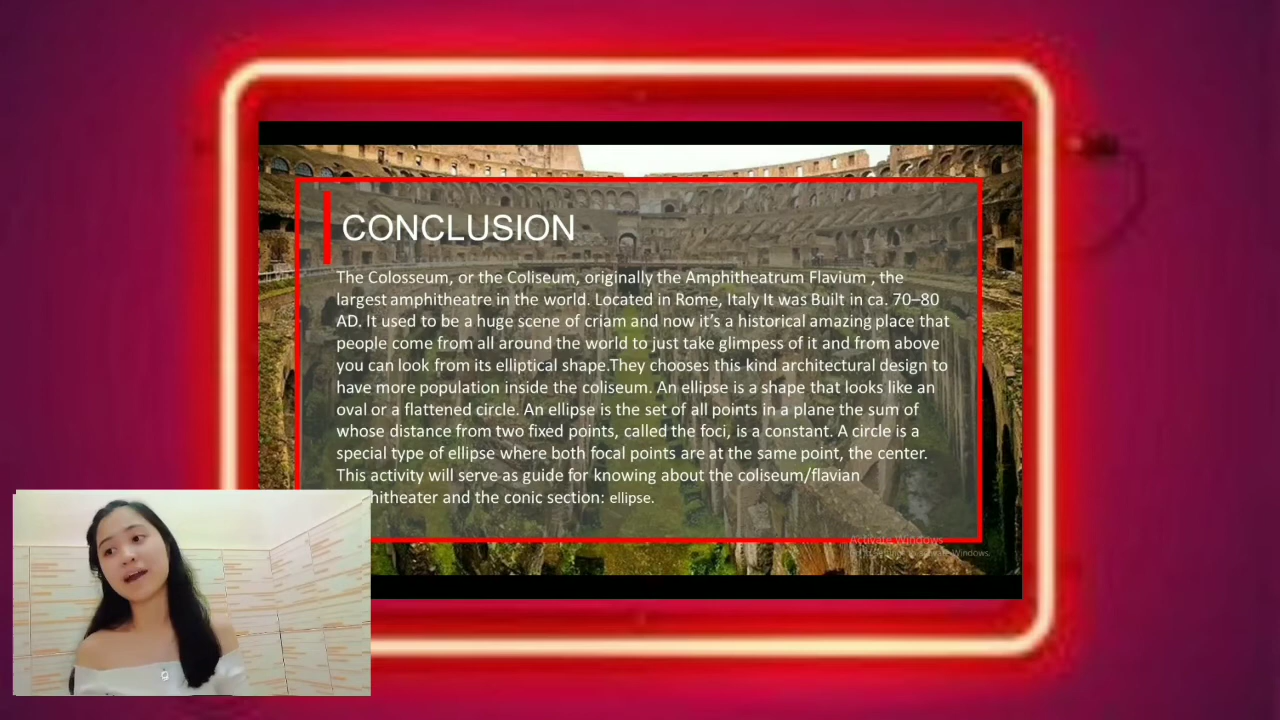 CONCLUSION
The Colosseum, or the Coliseum, originally the Amphitheatrum Flavium , the
largest amphitheatre in the world. Located in Rome, Italy It was Built in ca. 70–80
AD. It used to be a huge scene of criam and now it's a historical amazing place that
people come from all around the world to just take glimpess of it and from above
you can look from its elliptical shape.They chooses this kind architectural design to
have more population inside the coliseum. An ellipse is a shape that looks like an
oval or a flattened circle. An ellipse is the set of all points in a plane the sum of
whose distance from two fixed points, called the foci, is a constant. A circle is a
special type of ellipse where both focal points are at the same point, the center.
This activity will serve as guide for knowing about the coliseum/flavian
hitheater and the conic section: ellipse.
Activate Windows
Windows.